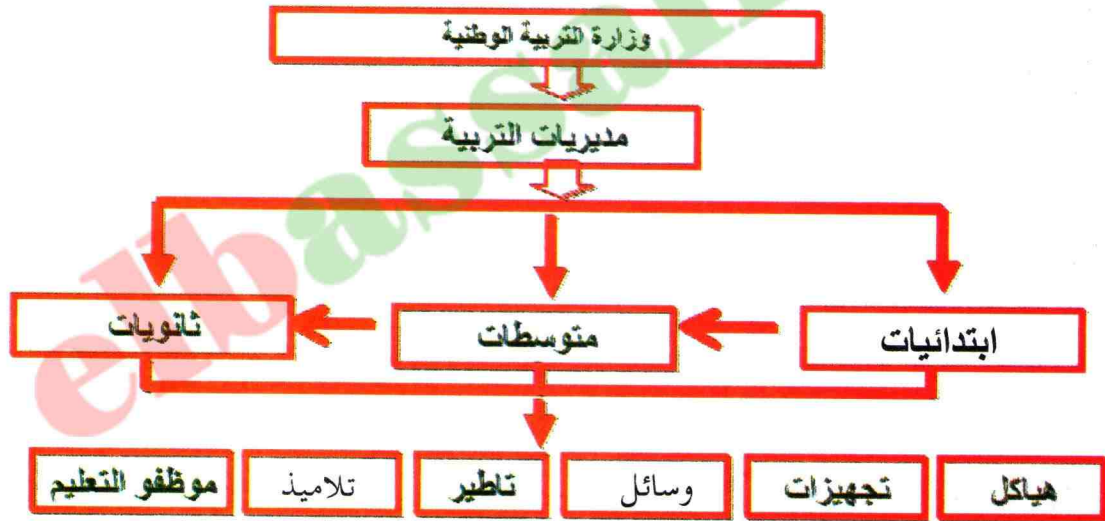 وزارة التربية الوطنية
مديريات التربية
ابتدائيات
متوسطات
ثانويات
هياكل
تجهيزات
وسائل
تاطير
تلاميذ
موظفو التعليم
elbassair